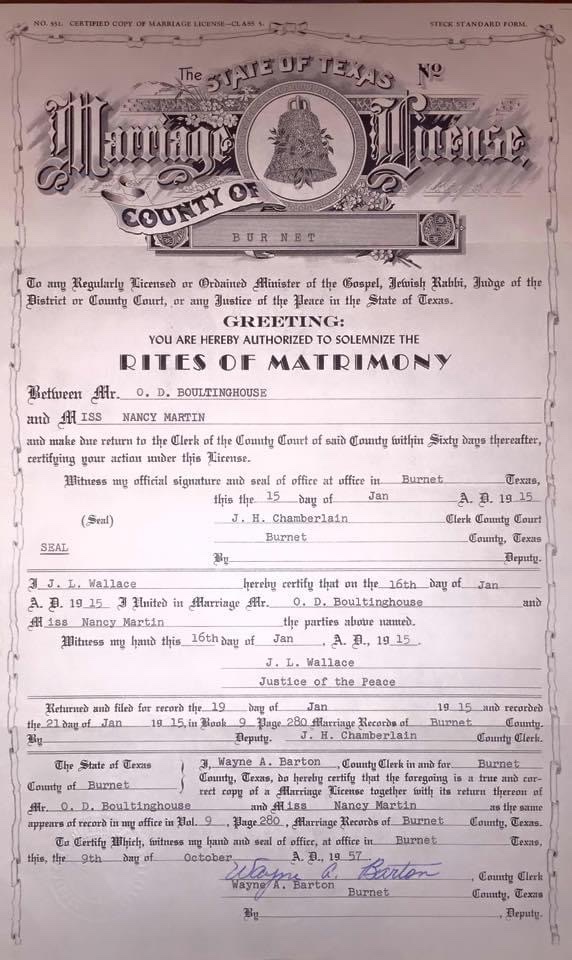 NO. 551. CERTIFIED COPY OF MARRIAGE LICENSE—CLASS 5. STECK STANDARD FORM.
The STATE OF TEXAS No
Marriage License.
COUNTY OF
BURNET
To any Regularly Licensed or Ordained Minister of the Gospel, Jewish Rabbi, Judge of the
District or County Court, or any Justice of the Peace in the State of Texas.
GREETING:
YOU ARE HEREBY AUTHORIZED TO SOLEMNIZE THE
RITES OF MATRIMONY
Between Mr. O. D. BOULTINGHOUSE
and MISS NANCY MARTIN
and make due return to the Clerk of the County Court of said County within Sixty days thereafter,
certifying your action under this License.
Witness my official signature and seal of office at office in Burnet Texas,
this the 15 day of Jan A. D. 1915
(Seal) J. H. Chamberlain Clerk County Court
Burnet County, Texas
SEAL
By Deputy.
I J. L. Wallace hereby certify that on the 16th day of Jan
A. D. 1915 I United in Marriage Mr. O. D. Boultinghouse and
Miss Nancy Martin the parties above named.
Witness my hand this 16th day of Jan, A. D., 1915.
J. L. Wallace
Justice of the Peace
Returned and filed for record the 19 day of Jan 1915 and recorded
the 21 day of Jan 1915, in Book 9 Page 280 Marriage Records of Burnet County.
By Deputy. J. H. Chamberlain County Clerk.
The State of Texas } I, Wayne A. Barton, County Clerk in and for Burnet
County of Burnet County, Texas, do hereby certify that the foregoing is a true and cor-
rect copy of a Marriage License together with its return thereon of
Mr. O. D. Boultinghouse and Miss Nancy Martin as the same
appears of record in my office in Vol. 9, Page 280, Marriage Records of Burnet County, Texas.
To Certify Which, witness my hand and seal of office, at office in Burnet Texas,
this, the 9th day of October A. D. 1957.
Wayne A. Barton, County Clerk
Wayne A. Barton
Burnet County, Texas
By , Deputy.